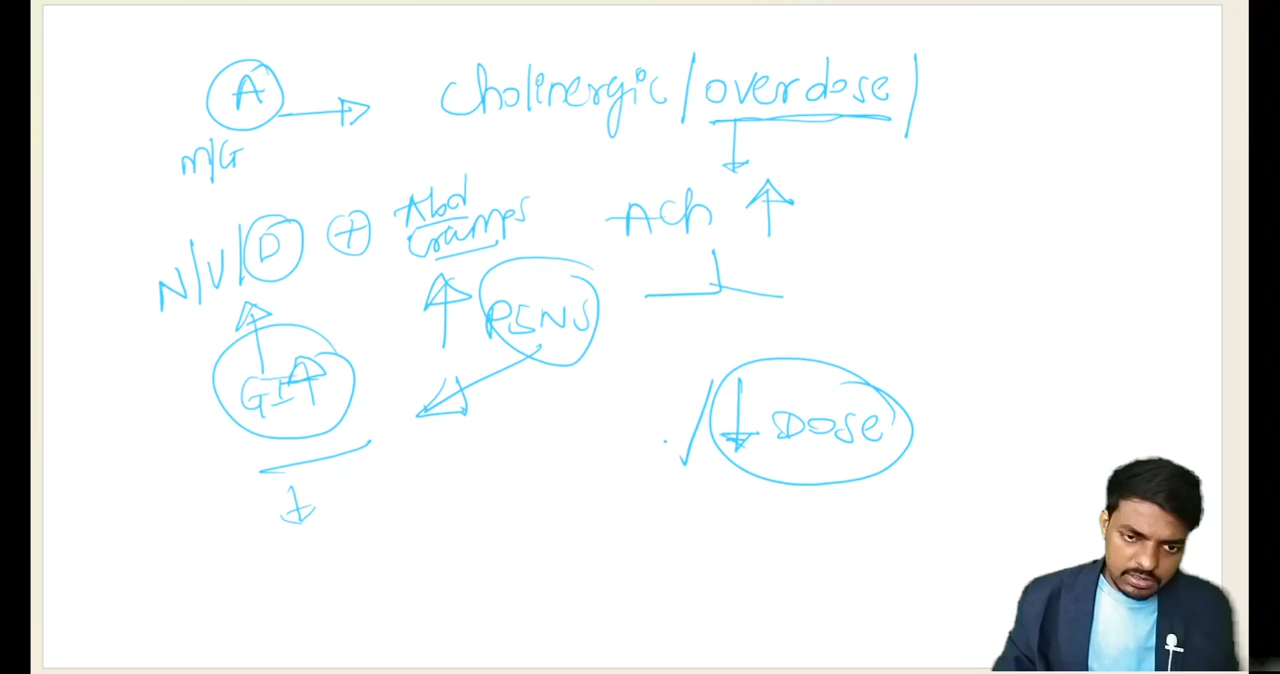 A → cholinergic / overdose /
M/G
N/V/D + Abd cramps
ACh ↑
↑ PSNS
GIT
↓ Dose